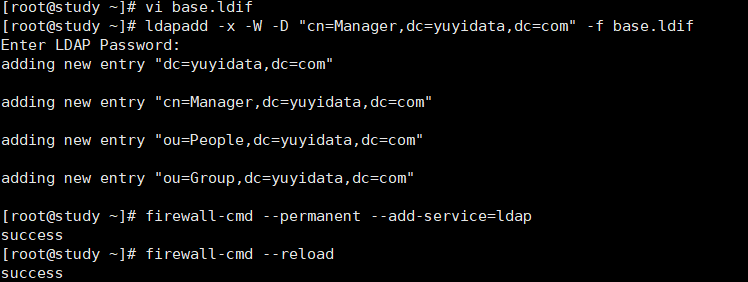 [root@study ~]# vi base.ldif
[root@study ~]# ldapadd -x -W -D "cn=Manager,dc=yuyidata,dc=com" -f base.ldif
Enter LDAP Password:
adding new entry "dc=yuyidata,dc=com"
adding new entry "cn=Manager,dc=yuyidata,dc=com"
adding new entry "ou=People,dc=yuyidata,dc=com"
adding new entry "ou=Group,dc=yuyidata,dc=com"
[root@study ~]# firewall-cmd --permanent --add-service=ldap
success
[root@study ~]# firewall-cmd --reload
success